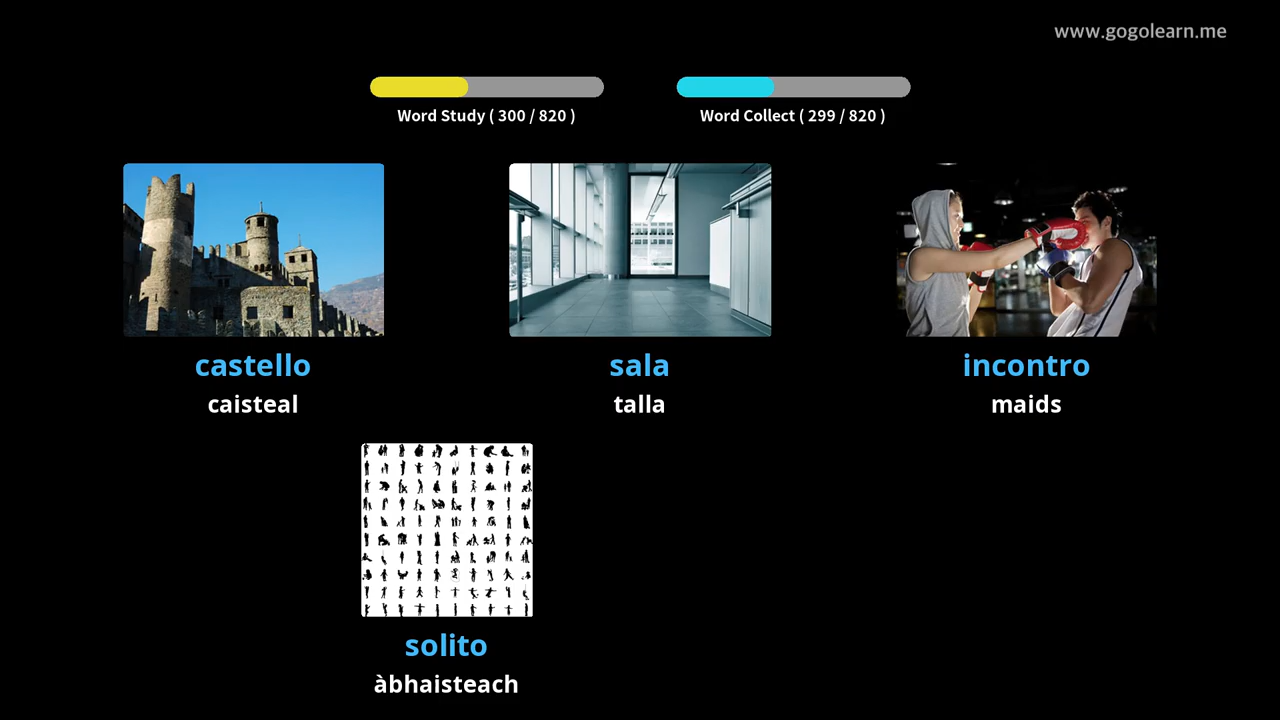 www.gogolearn.me
Word Study ( 300 / 820 )
Word Collect ( 299 / 820 )
castello
caisteal
sala
talla
incontro
maids
solito
àbhaisteach